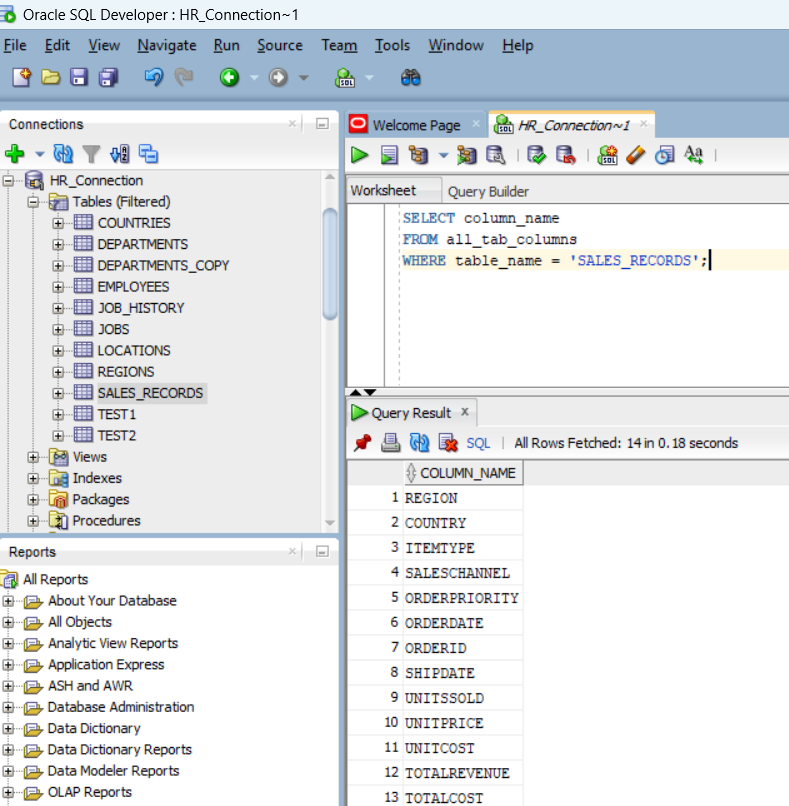 Oracle SQL Developer : HR_Connection~1
File Edit View Navigate Run Source Team Tools Window Help
Connections
HR_Connection
Tables (Filtered)
COUNTRIES
DEPARTMENTS
DEPARTMENTS_COPY
EMPLOYEES
JOB_HISTORY
JOBS
LOCATIONS
REGIONS
SALES_RECORDS
TEST1
TEST2
Views
Indexes
Packages
Procedures
Reports
All Reports
About Your Database
All Objects
Analytic View Reports
Application Express
ASH and AWR
Database Administration
Data Dictionary
Data Dictionary Reports
Data Modeler Reports
OLAP Reports
Welcome Page HR_Connection~1
Worksheet Query Builder
SELECT column_name
FROM all_tab_columns
WHERE table_name = 'SALES_RECORDS';
Query Result
SQL | All Rows Fetched: 14 in 0.18 seconds
COLUMN_NAME
1 REGION
2 COUNTRY
3 ITEMTYPE
4 SALESCHANNEL
5 ORDERPRIORITY
6 ORDERDATE
7 ORDERID
8 SHIPDATE
9 UNITSSOLD
10 UNITPRICE
11 UNITCOST
12 TOTALREVENUE
13 TOTALCOST